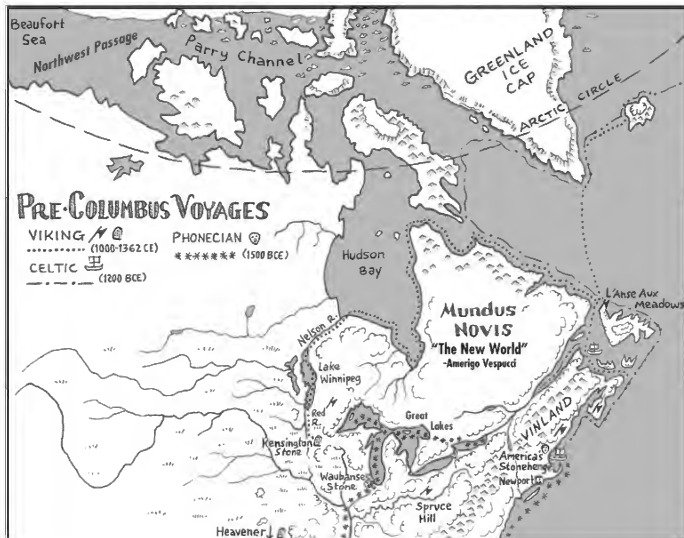 Beaufort
Sea
Northwest Passage
Parry Channel
GREENLAND
ICE
CAP
ARCTIC CIRCLE
PRE-COLUMBUS VOYAGES
VIKING
(1000-1362 CE)
PHONECIAN
(1500 BCE)
CELTIC
(1200 BCE)
Hudson
Bay
L'Anse Aux
Meadows
MUNDUS
NOVIS
"The New World"
-Amerigo Vespucci
Nelson R.
Lake
Winnipeg
Red
R.
Great
Lakes
VINLAND
Kensington
Stone
Waubansee
Stone
America's
Stonehenge
Newport
Spruce
Hill
Heavener